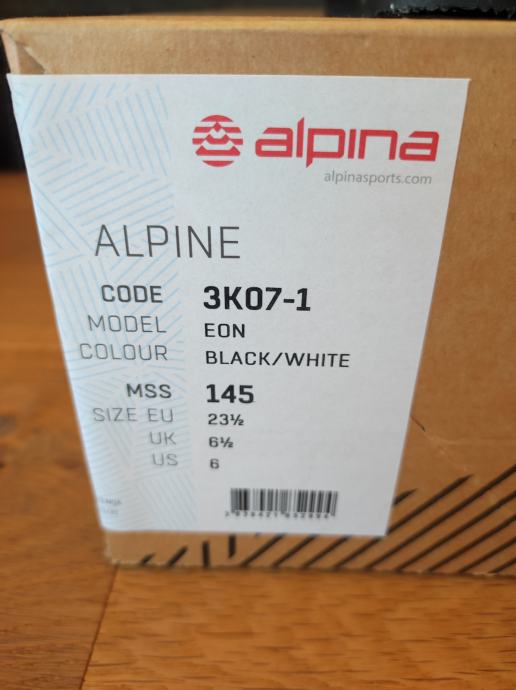 alpina
alpinasports.com
ALPINE
CODE 3K07-1
MODEL EON
COLOUR BLACK/WHITE
MSS 145
SIZE EU 23½
UK 6½
US 6